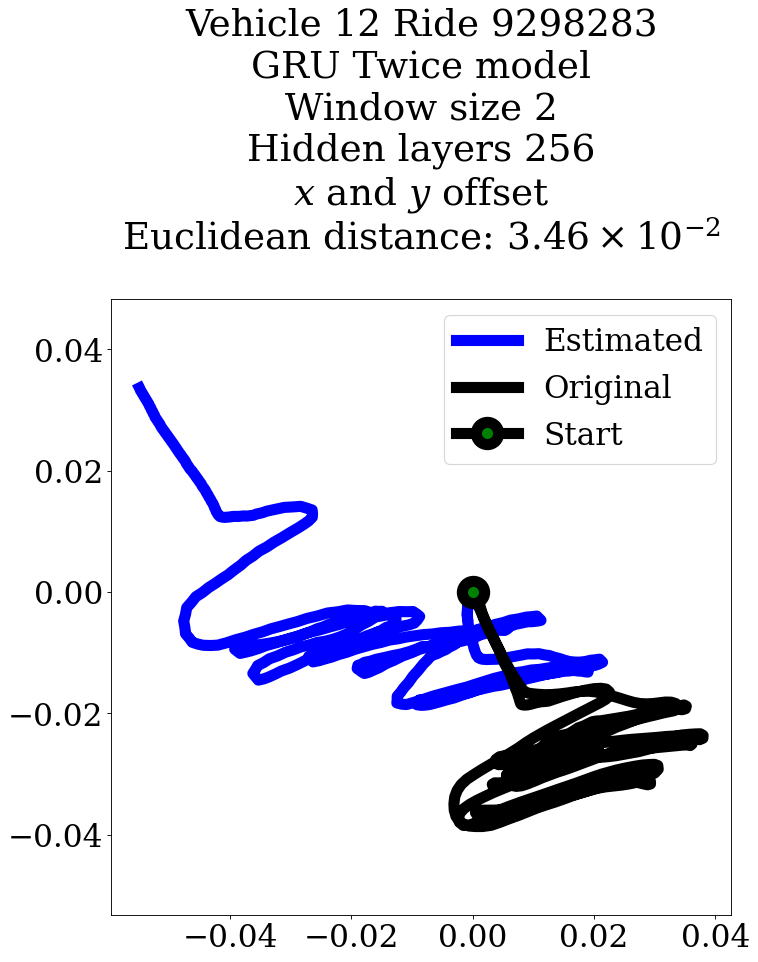 Vehicle 12 Ride 9298283
GRU Twice model
Window size 2
Hidden layers 256
x and y offset
Euclidean distance: 3.46 × 10⁻²
Estimated
Original
Start
0.04
0.02
0.00
−0.02
−0.04
−0.04 −0.02 0.00 0.02 0.04